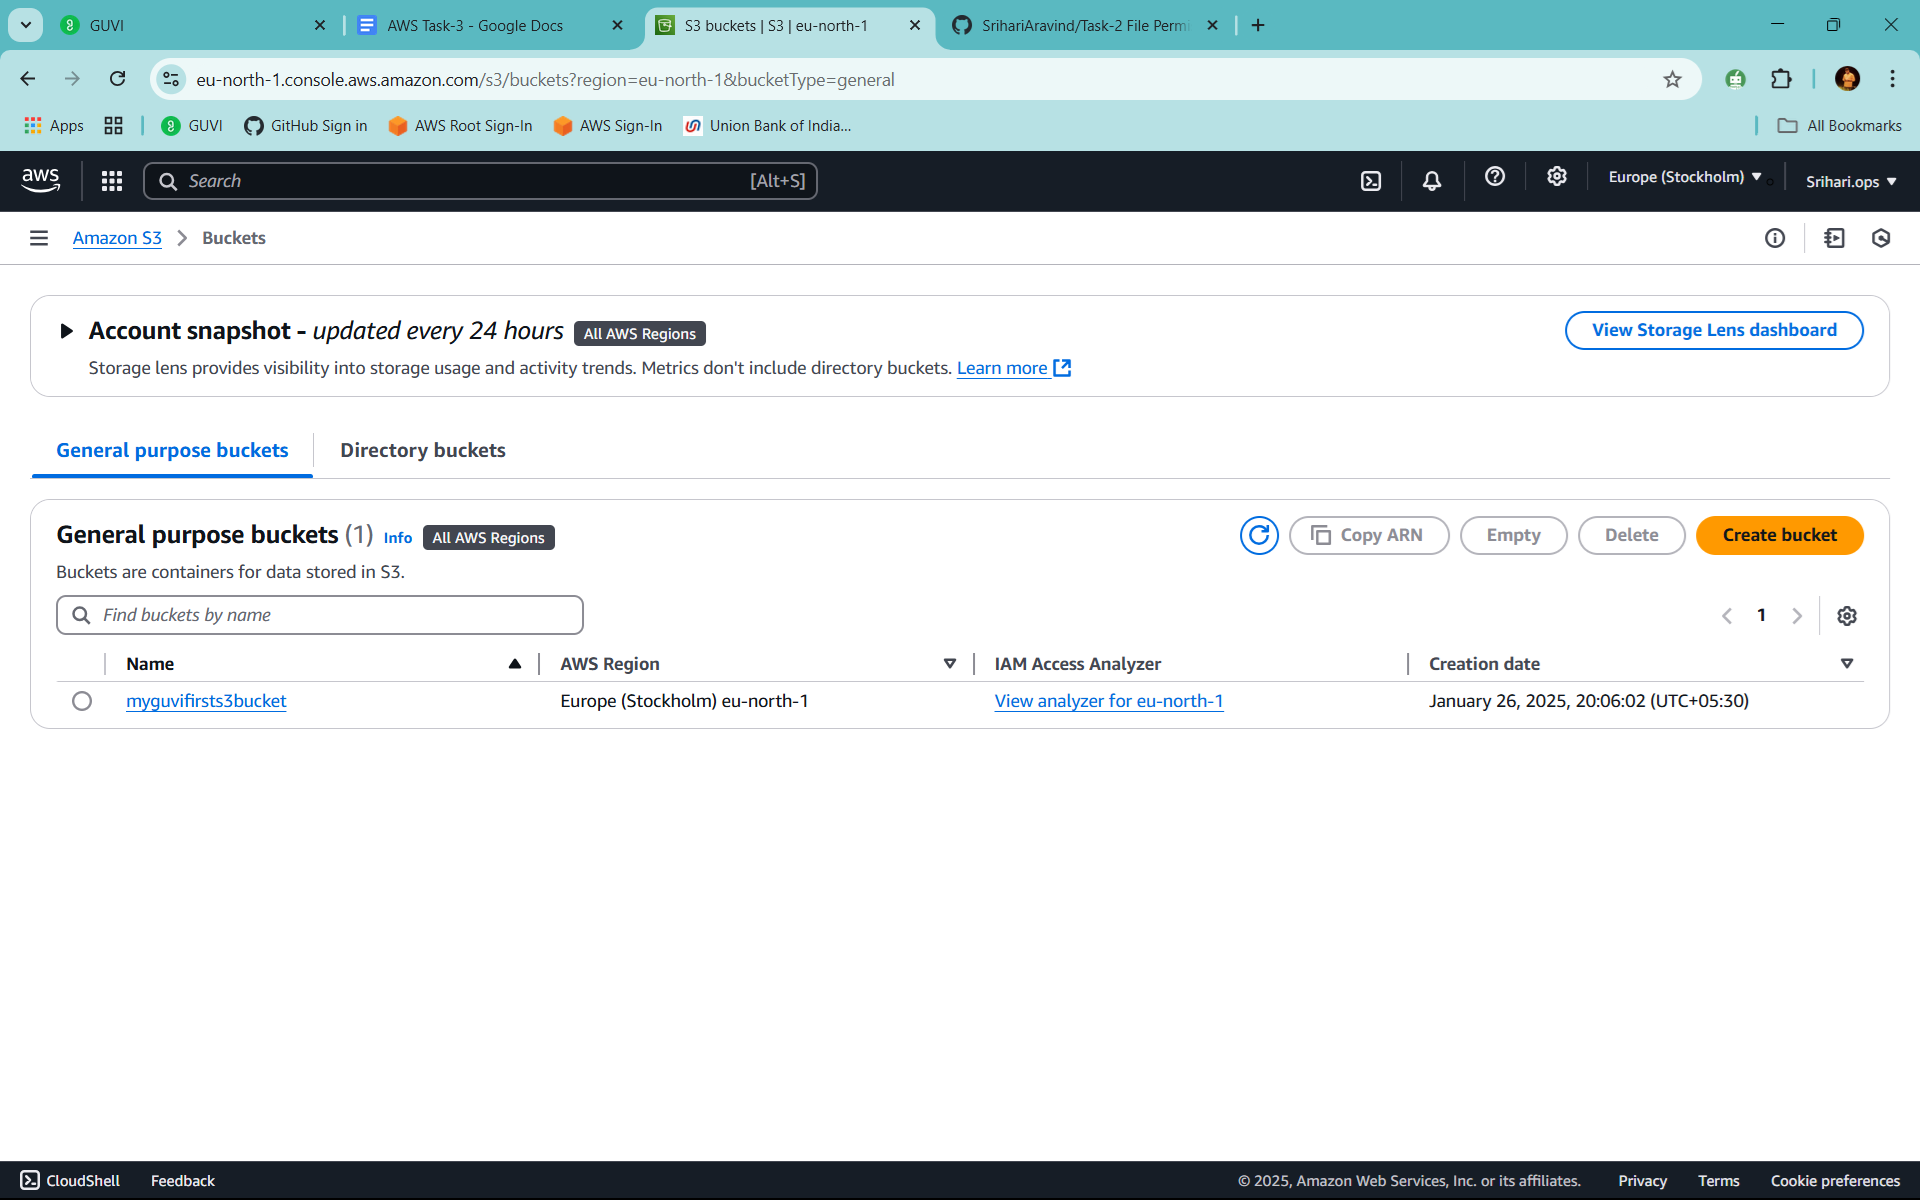 GUVI
AWS Task-3 - Google Docs
S3 buckets | S3 | eu-north-1
SrihariAravind/Task-2 File Perm
eu-north-1.console.aws.amazon.com/s3/buckets?region=eu-north-1&bucketType=general
Apps
GUVI
GitHub Sign in
AWS Root Sign-In
AWS Sign-In
Union Bank of India...
All Bookmarks
aws
Search
[Alt+S]
Europe (Stockholm)
Srihari.ops
Amazon S3
Buckets
Account snapshot - updated every 24 hours All AWS Regions
View Storage Lens dashboard
Storage lens provides visibility into storage usage and activity trends. Metrics don't include directory buckets. Learn more
General purpose buckets
Directory buckets
General purpose buckets (1) Info All AWS Regions
Copy ARN
Empty
Delete
Create bucket
Buckets are containers for data stored in S3.
Find buckets by name
1
Name
AWS Region
IAM Access Analyzer
Creation date
myguvifirsts3bucket
Europe (Stockholm) eu-north-1
View analyzer for eu-north-1
January 26, 2025, 20:06:02 (UTC+05:30)
CloudShell
Feedback
© 2025, Amazon Web Services, Inc. or its affiliates.
Privacy
Terms
Cookie preferences